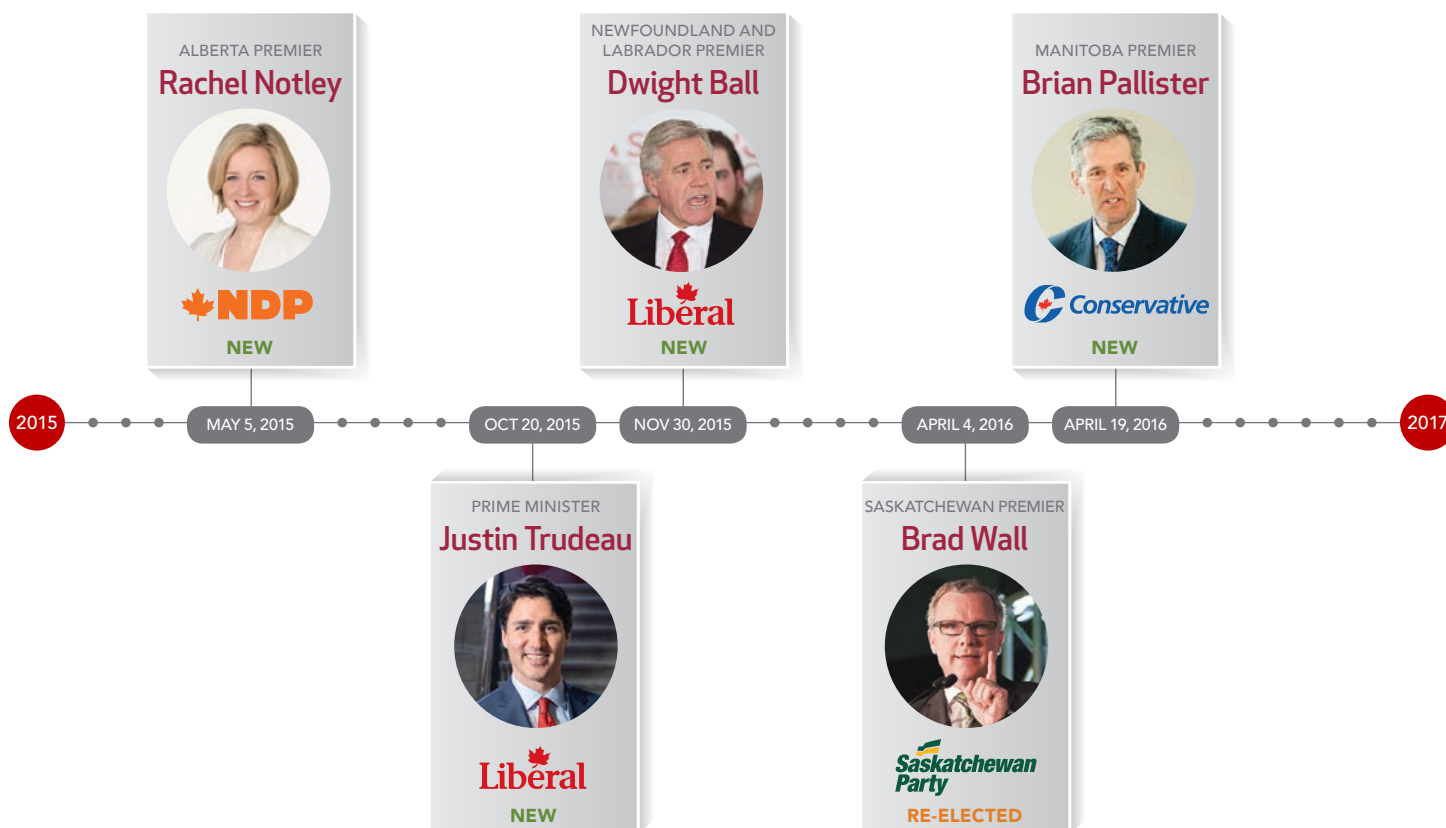 ALBERTA PREMIER
Rachel Notley
NDP
NEW
NEWFOUNDLAND AND
LABRADOR PREMIER
Dwight Ball
Liberal
NEW
MANITOBA PREMIER
Brian Pallister
Conservative
NEW
2015
MAY 5, 2015
OCT 20, 2015
NOV 30, 2015
APRIL 4, 2016
APRIL 19, 2016
2017
PRIME MINISTER
Justin Trudeau
Liberal
NEW
SASKATCHEWAN PREMIER
Brad Wall
Saskatchewan
Party
RE-ELECTED